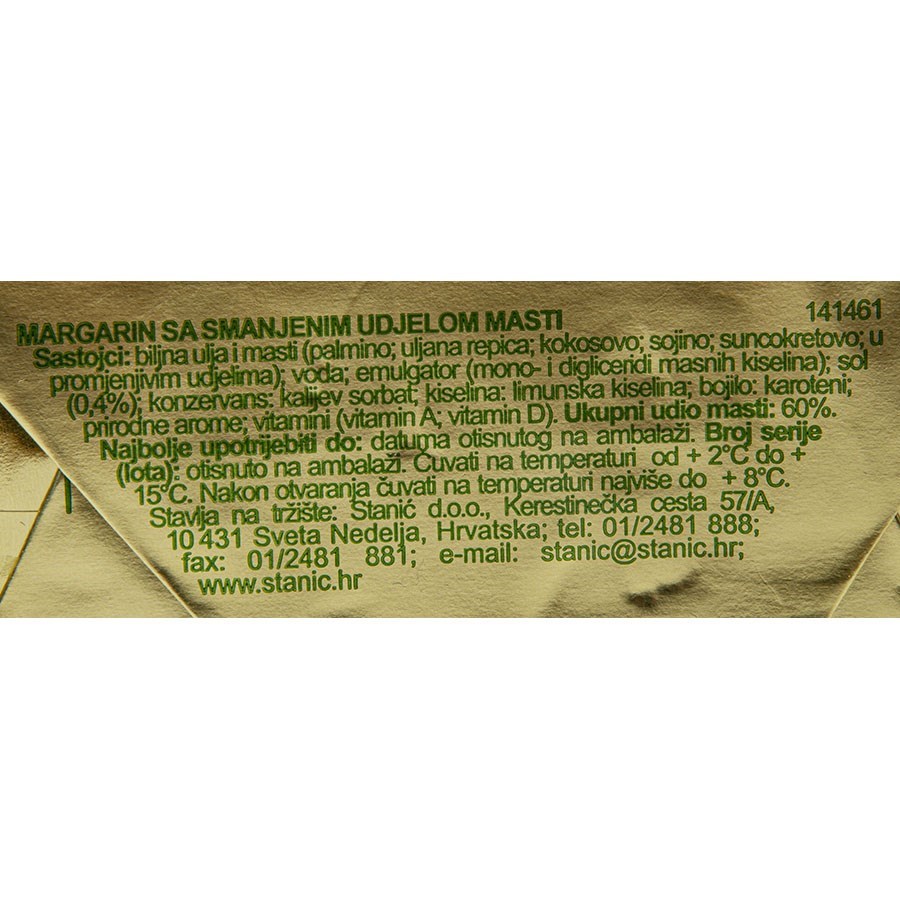 141461
MARGARIN SA SMANJENIM UDJELOM MASTI
Sastojci: biljna ulja i masti (palmino; uljana repica; kokosovo; sojino; suncokretovo; u
promjenjivim udjelima); voda; emulgator (mono- i digliceridi masnih kiselina); sol
(0,4%); konzervans: kalijev sorbat; kiselina: limunska kiselina; bojilo: karoteni;
prirodne arome; vitamini (vitamin A; vitamin D). Ukupni udio masti: 60%.
Najbolje upotrijebiti do: datuma otisnutog na ambalaži. Broj serije
(lota): otisnuto na ambalaži. Čuvati na temperaturi od + 2°C do +
15°C. Nakon otvaranja čuvati na temperaturi najviše do + 8°C.
Stavlja na tržište: Stanić d.o.o., Kerestinečka cesta 57/A,
10 431 Sveta Nedelja, Hrvatska; tel: 01/2481 888;
fax: 01/2481 881; e-mail: stanic@stanic.hr;
www.stanic.hr